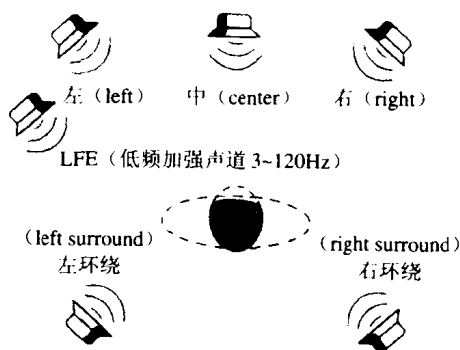 左（left）
中（center）
右（right）
LFE（低频加强声道 3~120Hz）
（left surround）
左环绕
（right surround）
右环绕